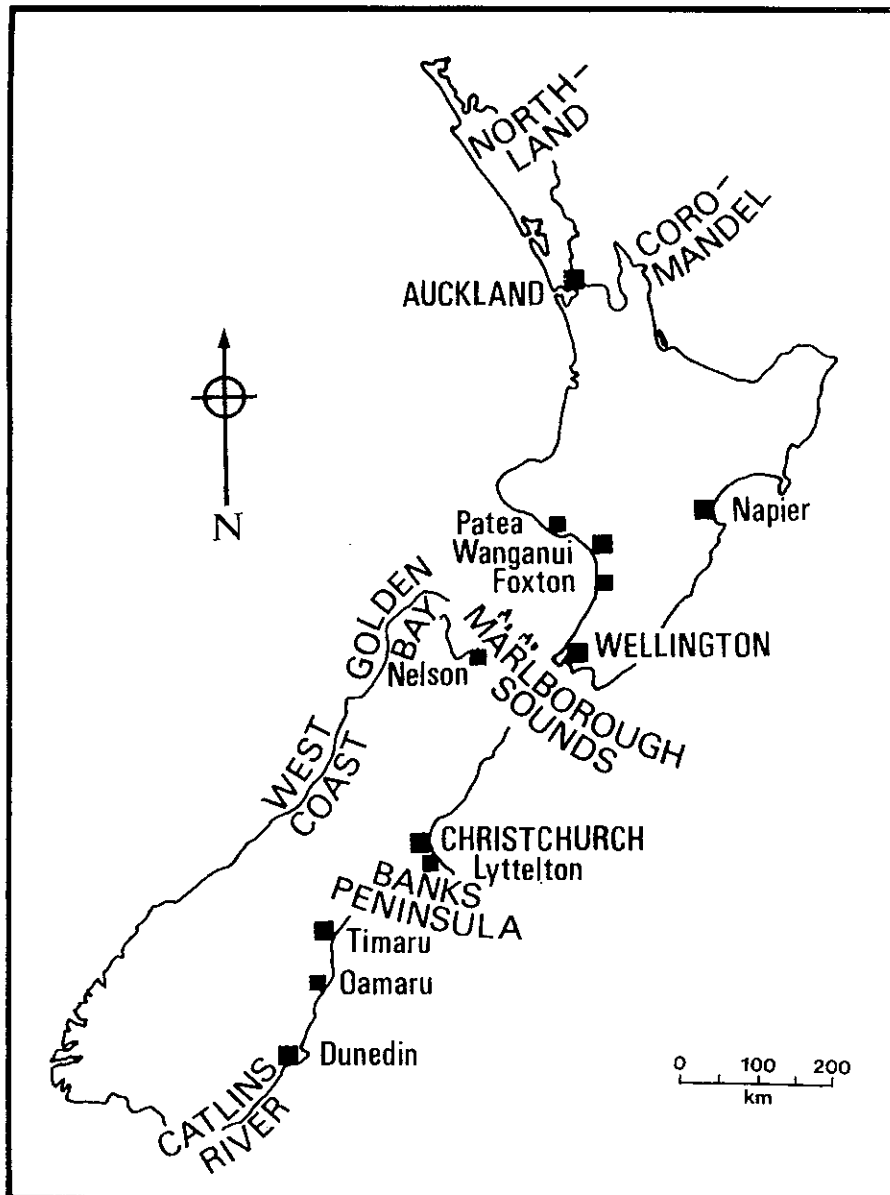 NORTH-
LAND
CORO-
MANDEL
AUCKLAND
N
Patea
Napier
Wanganui
Foxton
GOLDEN
BAY
MARLBOROUGH
SOUNDS
WELLINGTON
Nelson
WEST
COAST
CHRISTCHURCH
Lyttelton
BANKS
PENINSULA
Timaru
Oamaru
Dunedin
CATLINS
RIVER
0 100 200
km